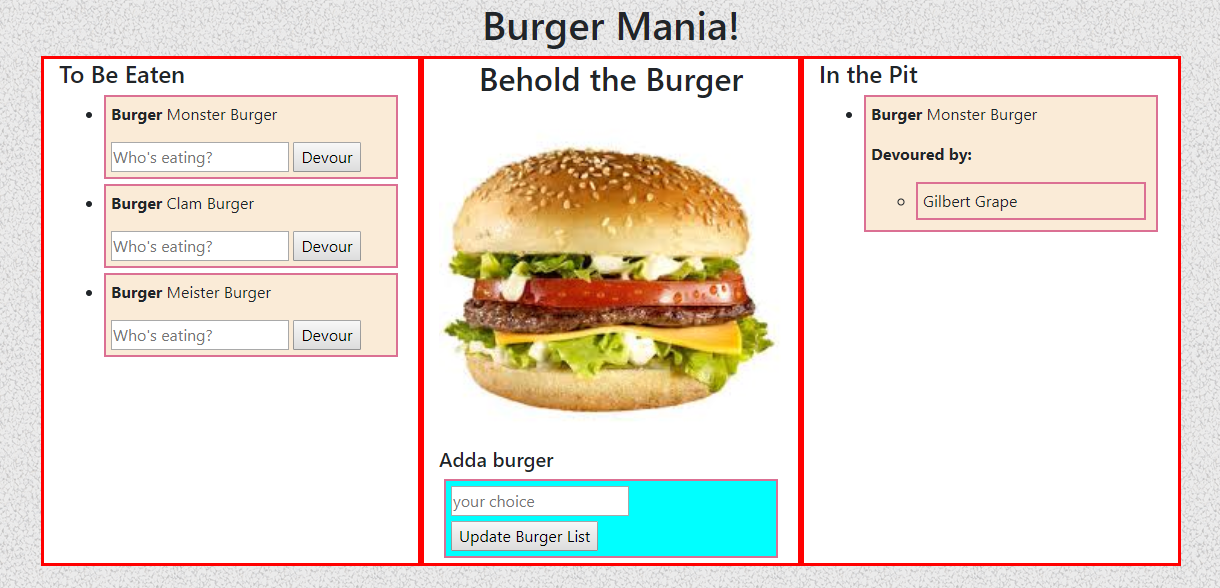 Burger Mania!
To Be Eaten
Burger Monster Burger
Who's eating? Devour
Burger Clam Burger
Who's eating? Devour
Burger Meister Burger
Who's eating? Devour
Behold the Burger
Adda burger
your choice
Update Burger List
In the Pit
Burger Monster Burger
Devoured by:
Gilbert Grape